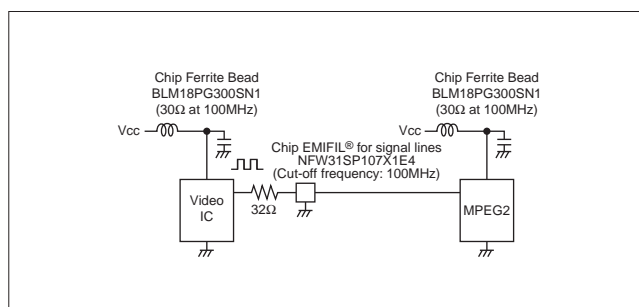 Chip Ferrite Bead
BLM18PG300SN1
(30Ω at 100MHz)
Vcc
Chip Ferrite Bead
BLM18PG300SN1
(30Ω at 100MHz)
Vcc
Chip EMIFIL® for signal lines
NFW31SP107X1E4
(Cut-off frequency: 100MHz)
Video
IC
32Ω
MPEG2